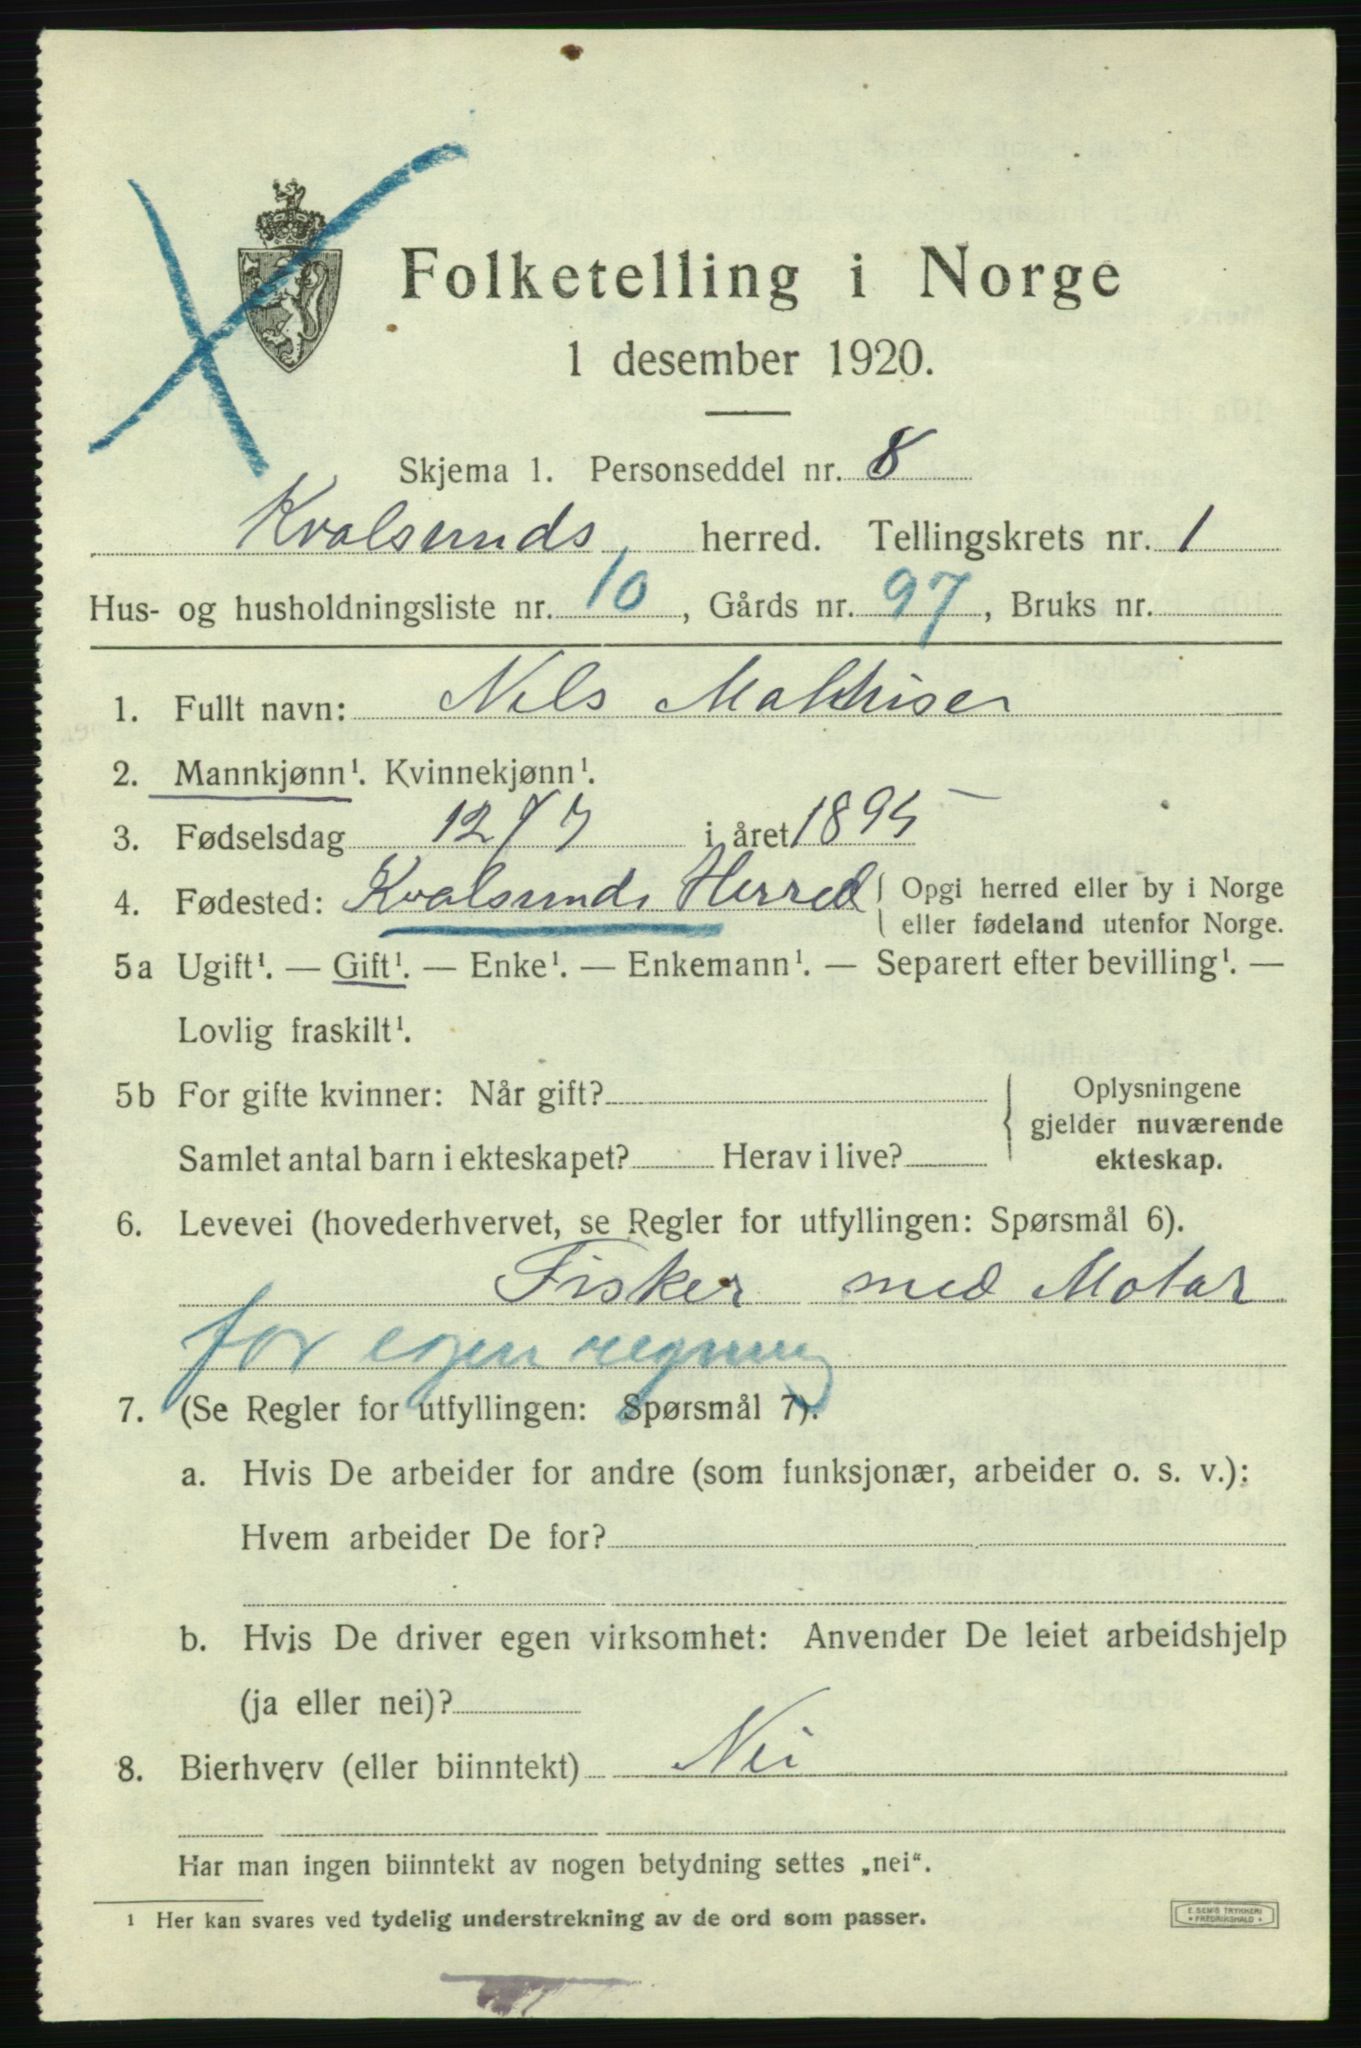 Folketelling i Norge
1 desember 1920.
Skjema 1. Personseddel nr. 8
Kvalsunds herred. Tellingskrets nr. 1
Hus- og husholdningsliste nr. 10, Gårds nr. 97, Bruks nr.
1. Fullt navn: Nils Mathisen
2. Mannkjønn¹. Kvinnekjønn¹.
3. Fødselsdag 12/7 i året 1895
4. Fødested: Kvalsunds Herred { Opgi herred eller by i Norge
eller fødeland utenfor Norge.
5a Ugift¹. — Gift¹. — Enke¹. — Enkemann¹. — Separert efter bevilling¹. —
Lovlig fraskilt¹.
5b For gifte kvinner: Når gift? Oplysningene
gjelder nuværende
Samlet antal barn i ekteskapet? Herav i live? ekteskap.
6. Levevei (hovederhvervet, se Regler for utfyllingen: Spørsmål 6).
Fisker med Motor
for egen regning
7. (Se Regler for utfyllingen: Spørsmål 7).
a. Hvis De arbeider for andre (som funksjonær, arbeider o. s. v.):
Hvem arbeider De for?
b. Hvis De driver egen virksomhet: Anvender De leiet arbeidshjelp
(ja eller nei)?
8. Bierhverv (eller biinntekt) Nei
Har man ingen biinntekt av nogen betydning settes „nei“.
¹ Her kan svares ved tydelig understrekning av de ord som passer.
E. SEM'S TRYKKERI
FREDRIKSHALD